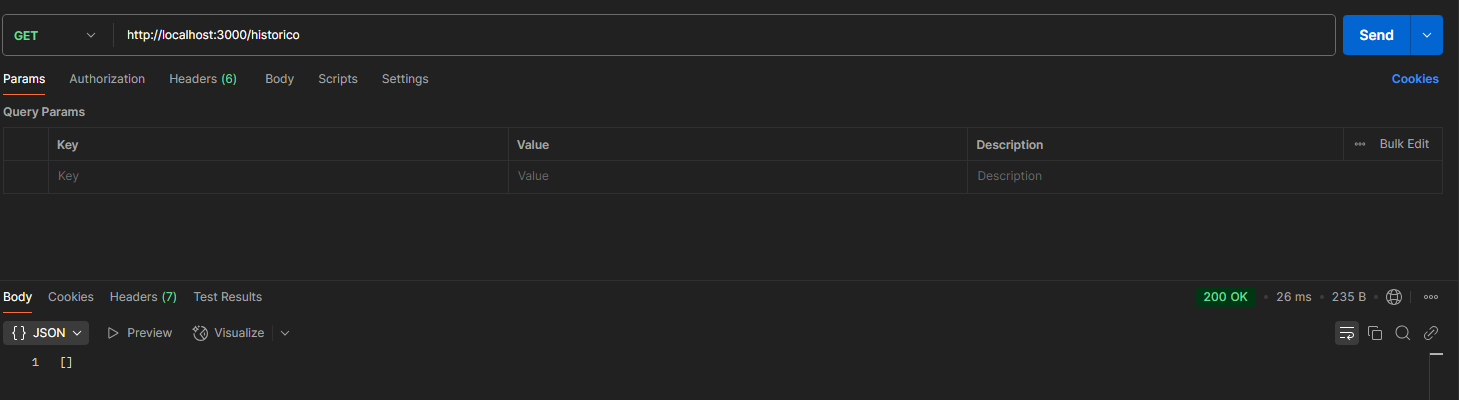 GET http://localhost:3000/historico Send
Params Authorization Headers (6) Body Scripts Settings Cookies
Query Params
Key Value Description Bulk Edit
Key Value Description
Body Cookies Headers (7) Test Results 200 OK 26 ms 235 B
{} JSON Preview Visualize
1 []